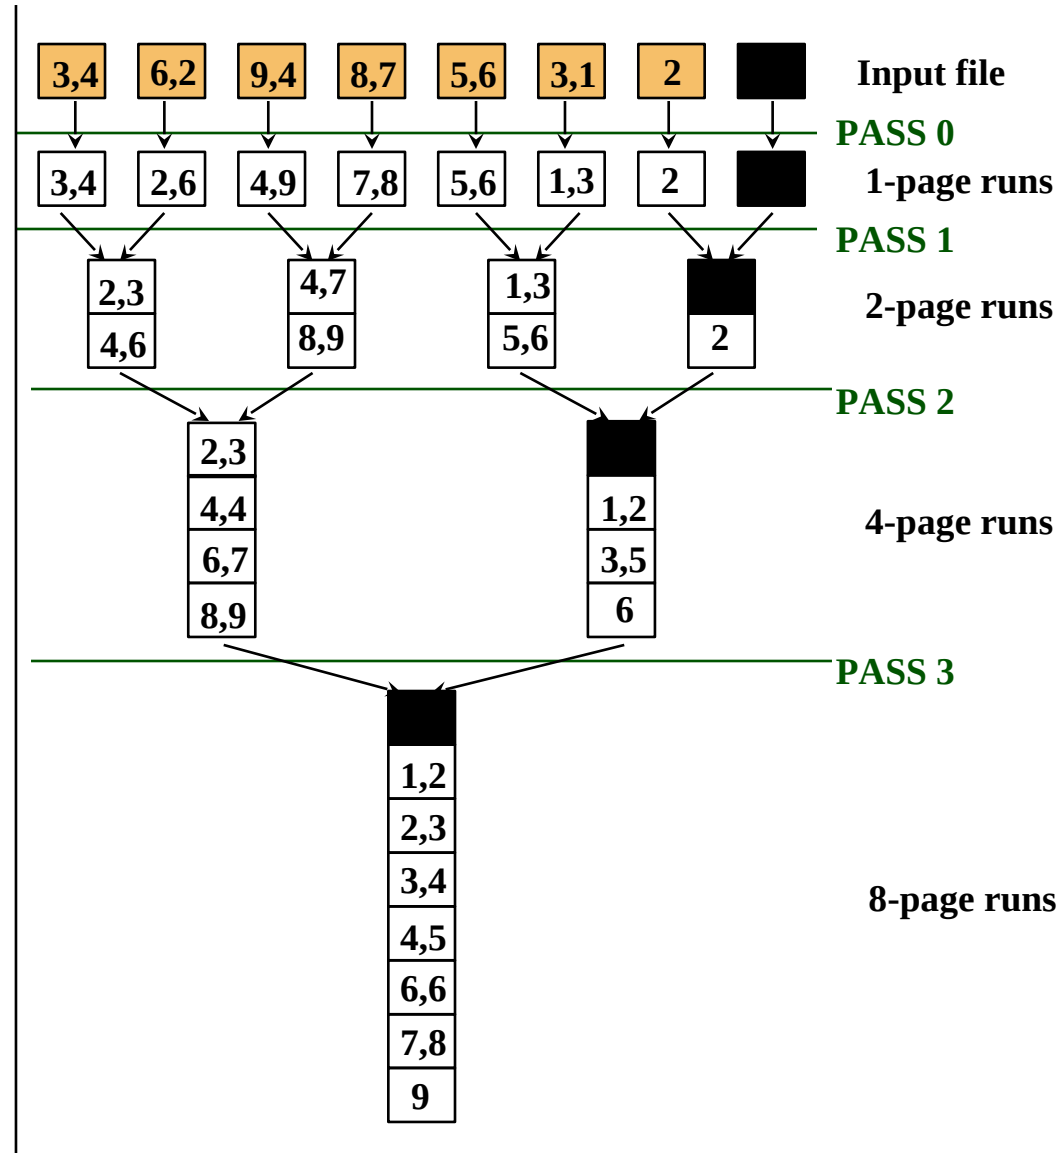 3,4 6,2 9,4 8,7 5,6 3,1 2 Input file
PASS 0
3,4 2,6 4,9 7,8 5,6 1,3 2 1-page runs
PASS 1
2,3 4,7 1,3 2-page runs
4,6 8,9 5,6 2
PASS 2
2,3
4,4 1,2 4-page runs
6,7 3,5
8,9 6
PASS 3
1,2
2,3
3,4 8-page runs
4,5
6,6
7,8
9